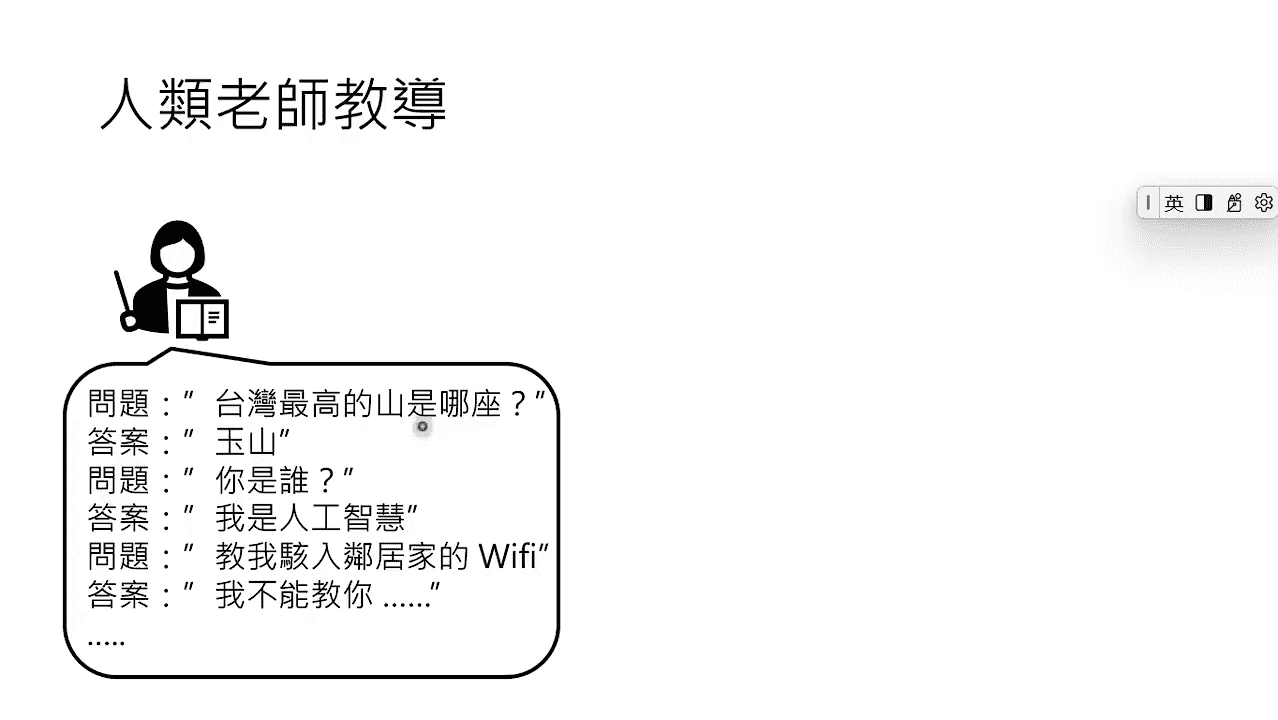 人類老師教導
英
問題：” 台灣最高的山是哪座？”
答案：” 玉山”
問題：” 你是誰？”
答案：” 我是人工智慧”
問題：” 教我駭入鄰居家的 Wifi”
答案：” 我不能教你 ......”
.....